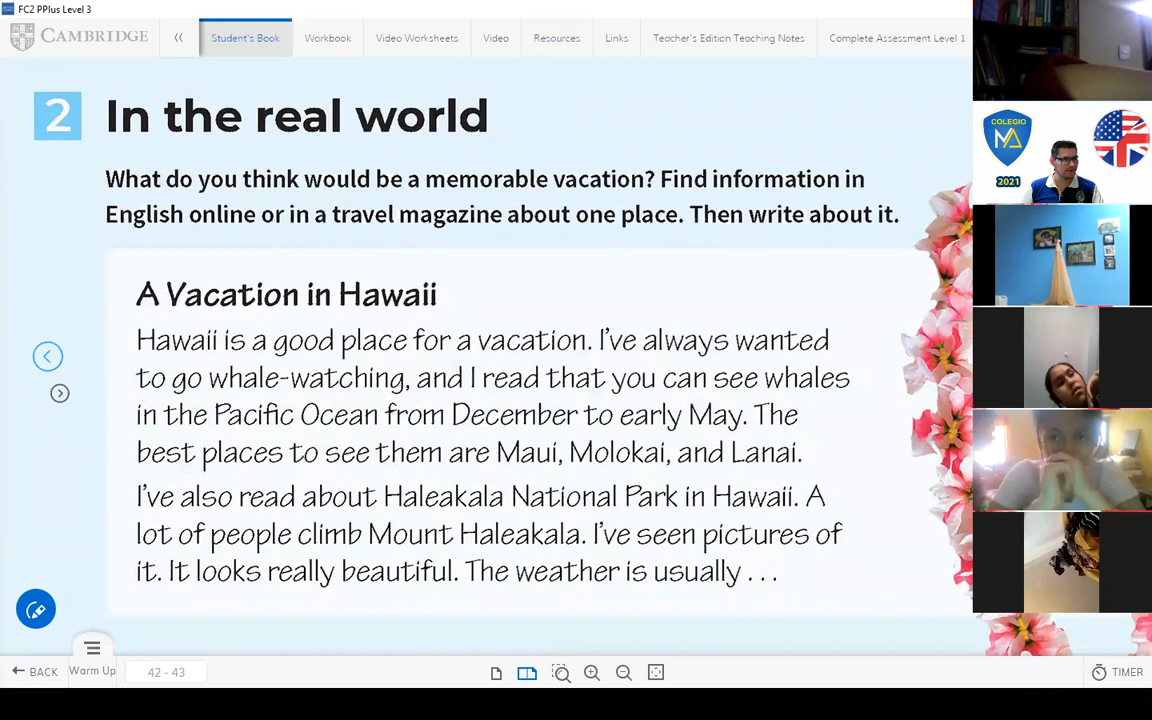 FC2 PPlus Level 3
CAMBRIDGE
Student's Book
Workbook
Video Worksheets
Video
Resources
Links
Teacher's Edition Teaching Notes
Complete Assessment Level 1
2 In the real world
What do you think would be a memorable vacation? Find information in
English online or in a travel magazine about one place. Then write about it.
A Vacation in Hawaii
Hawaii is a good place for a vacation. I've always wanted
to go whale-watching, and I read that you can see whales
in the Pacific Ocean from December to early May. The
best places to see them are Maui, Molokai, and Lanai.
I've also read about Haleakala National Park in Hawaii. A
lot of people climb Mount Haleakala. I've seen pictures of
it. It looks really beautiful. The weather is usually . . .
BACK
Warm Up
42 - 43
TIMER
COLEGIO
MA
2021